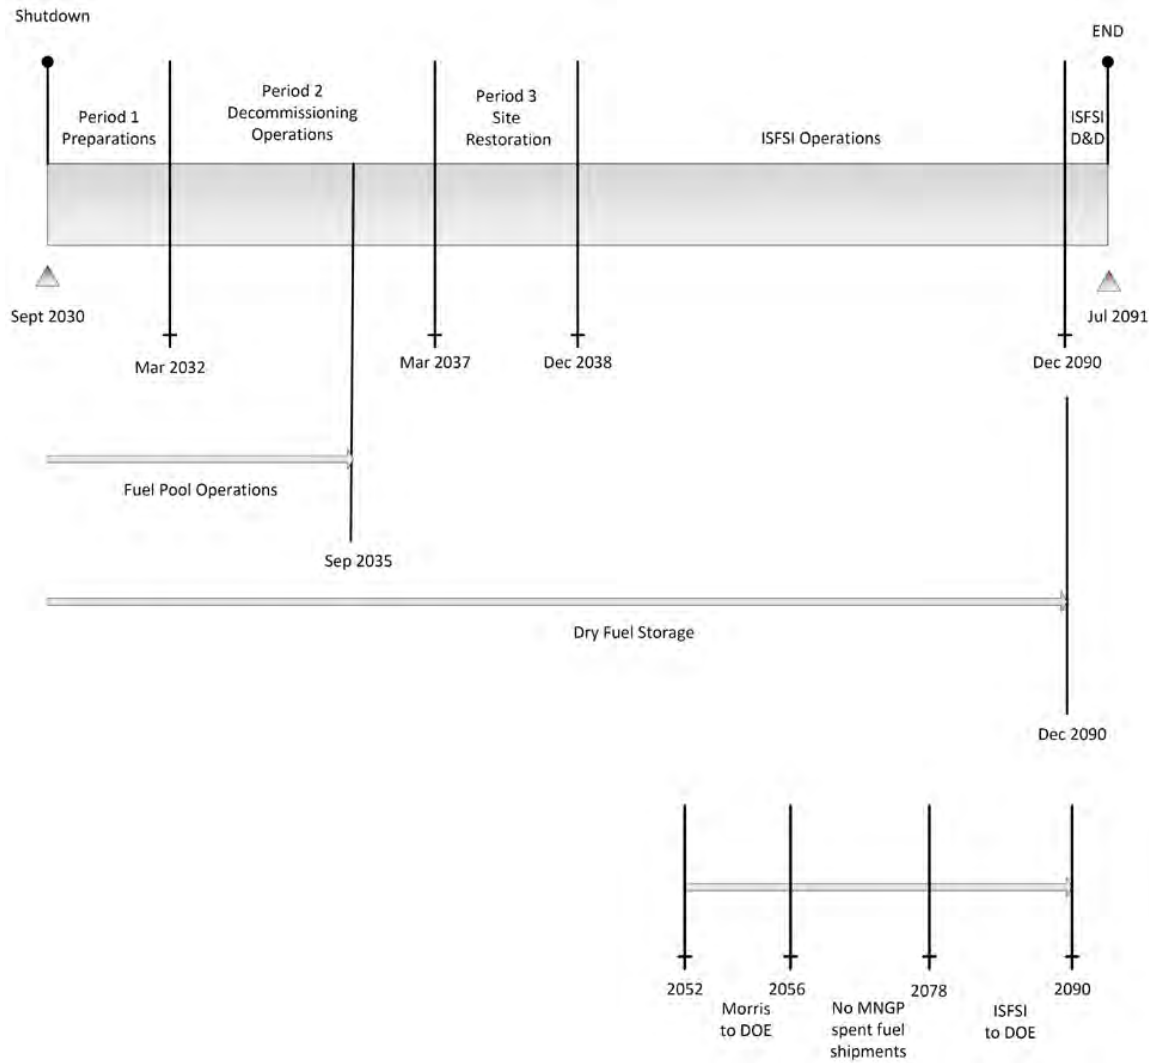 Shutdown
END
Period 1
Preparations
Period 2
Decommissioning
Operations
Period 3
Site
Restoration
ISFSI Operations
ISFSI
D&D
Sept 2030
Jul 2091
Mar 2032
Mar 2037
Dec 2038
Dec 2090
Fuel Pool Operations
Sep 2035
Dry Fuel Storage
Dec 2090
2052
2056
2078
2090
Morris
to DOE
No MNGP
spent fuel
shipments
ISFSI
to DOE